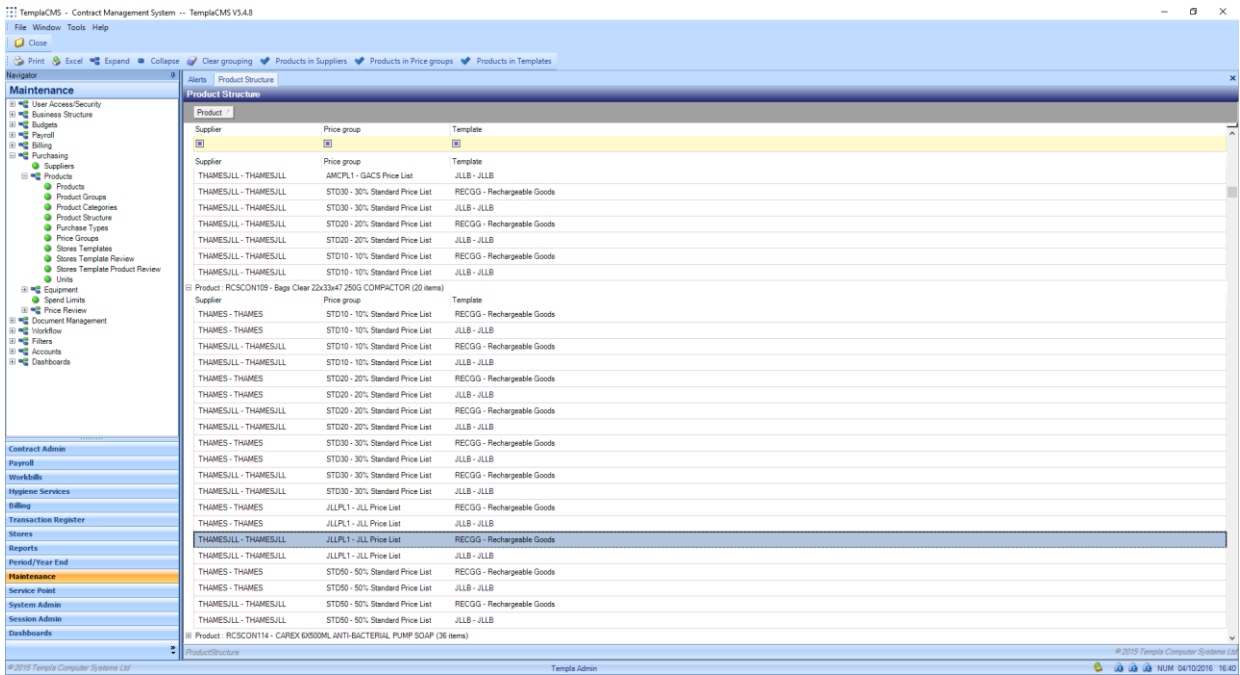 TemplaCMS - Contract Management System -- TemplaCMS V5.4.8
File Window Tools Help
Close
Print Excel Expand Collapse Clear grouping Products in Suppliers Products in Price groups Products in Templates
Navigator
Maintenance
User Access/Security
Business Structure
Budgets
Payroll
Billing
Purchasing
Suppliers
Products
Products
Product Groups
Product Categories
Product Structure
Purchase Types
Price Groups
Stores Templates
Stores Template Review
Stores Template Product Review
Units
Equipment
Spend Limits
Price Review
Document Management
Workflow
Filters
Accounts
Dashboards
Contract Admin
Payroll
Workbills
Hygiene Services
Billing
Transaction Register
Stores
Reports
Period/Year End
Maintenance
Service Point
System Admin
Session Admin
Dashboards
Alerts Product Structure
Product Structure
Product
Supplier Price group Template
Supplier Price group Template
THAMESJLL - THAMESJLL AMCPL1 - GACS Price List JLLB - JLLB
THAMESJLL - THAMESJLL STD30 - 30% Standard Price List RECGG - Rechargeable Goods
THAMESJLL - THAMESJLL STD30 - 30% Standard Price List JLLB - JLLB
THAMESJLL - THAMESJLL STD20 - 20% Standard Price List RECGG - Rechargeable Goods
THAMESJLL - THAMESJLL STD20 - 20% Standard Price List JLLB - JLLB
THAMESJLL - THAMESJLL STD10 - 10% Standard Price List RECGG - Rechargeable Goods
THAMESJLL - THAMESJLL STD10 - 10% Standard Price List JLLB - JLLB
Product : RCSCON109 - Bags Clear 22x33x47 250G COMPACTOR (20 items)
Supplier Price group Template
THAMES - THAMES STD10 - 10% Standard Price List RECGG - Rechargeable Goods
THAMES - THAMES STD10 - 10% Standard Price List JLLB - JLLB
THAMESJLL - THAMESJLL STD10 - 10% Standard Price List RECGG - Rechargeable Goods
THAMESJLL - THAMESJLL STD10 - 10% Standard Price List JLLB - JLLB
THAMES - THAMES STD20 - 20% Standard Price List RECGG - Rechargeable Goods
THAMES - THAMES STD20 - 20% Standard Price List JLLB - JLLB
THAMESJLL - THAMESJLL STD20 - 20% Standard Price List RECGG - Rechargeable Goods
THAMESJLL - THAMESJLL STD20 - 20% Standard Price List JLLB - JLLB
THAMES - THAMES STD30 - 30% Standard Price List RECGG - Rechargeable Goods
THAMES - THAMES STD30 - 30% Standard Price List JLLB - JLLB
THAMESJLL - THAMESJLL STD30 - 30% Standard Price List RECGG - Rechargeable Goods
THAMESJLL - THAMESJLL STD30 - 30% Standard Price List JLLB - JLLB
THAMES - THAMES JLLPL1 - JLL Price List RECGG - Rechargeable Goods
THAMES - THAMES JLLPL1 - JLL Price List JLLB - JLLB
THAMESJLL - THAMESJLL JLLPL1 - JLL Price List RECGG - Rechargeable Goods
THAMESJLL - THAMESJLL JLLPL1 - JLL Price List JLLB - JLLB
THAMES - THAMES STD50 - 50% Standard Price List RECGG - Rechargeable Goods
THAMES - THAMES STD50 - 50% Standard Price List JLLB - JLLB
THAMESJLL - THAMESJLL STD50 - 50% Standard Price List RECGG - Rechargeable Goods
THAMESJLL - THAMESJLL STD50 - 50% Standard Price List JLLB - JLLB
Product : RCSCON114 - CAREX 6X500ML ANTI-BACTERIAL PUMP SOAP (36 items)
ProductStructure © 2015 Templa Computer Systems Ltd
© 2015 Templa Computer Systems Ltd Templa Admin NUM 04/10/2016 16:40